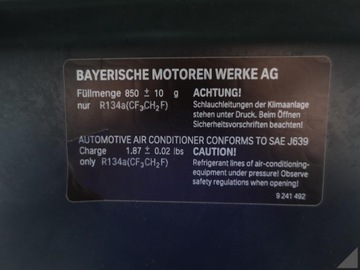 BAYERISCHE MOTOREN WERKE AG
Füllmenge 850 ± 10 g
nur R134a(CF₃CH₂F)
ACHTUNG!
Schlauchleitungen der Klimaanlage
stehen unter Druck. Beim Öffnen
Sicherheitsvorschriften beachten!
AUTOMOTIVE AIR CONDITIONER CONFORMS TO SAE J639
Charge 1.87 ± 0.02 lbs
only R134a(CF₃CH₂F)
CAUTION!
Refrigerant lines of air-conditioning-
equipment under pressure! Observe
safety regulations when opening!
9 241 492